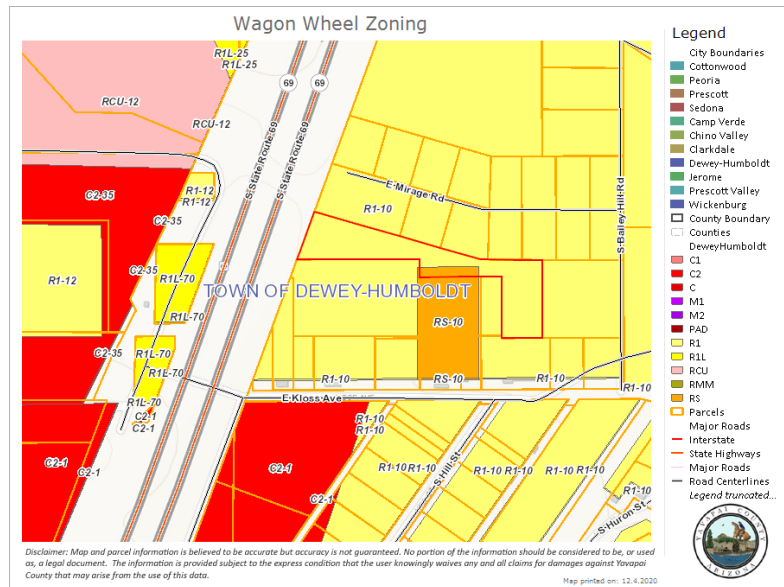 Wagon Wheel Zoning
R1L-25
R1L-25
RCU-12
RCU-12
69
69
S State Route 69
S State Route 69
C2-35
R1-12
R1-12
C2-35
E Mirage Rd
R1-10
S Bailey Hill Rd
C2-35
R1-12
R1L-70
TOWN OF DEWEY-HUMBOLDT
R1L-70
RS-10
C2-35
R1L-70
R1L-70
R1-10
RS-10
R1-10
R1-10
R1L-70
E Kloss Ave
C2-1
C2-1
R1-10
R1-10
C2-1
C2-1
C2-1
C2-1
S Hill St
R1-10
R1-10
R1-10
R1-10
R1-10
R1-10
R1-10
S Huron St
Legend
City Boundaries
Cottonwood
Peoria
Prescott
Sedona
Camp Verde
Chino Valley
Clarkdale
Dewey-Humboldt
Jerome
Prescott Valley
Wickenburg
County Boundary
Counties
DeweyHumboldt
C1
C2
C
M1
M2
PAD
R1
R1L
RCU
RMM
RS
Parcels
Major Roads
Interstate
State Highways
Major Roads
Road Centerlines
Legend truncated...
YAVAPAI COUNTY
ARIZONA
Disclaimer: Map and parcel information is believed to be accurate but accuracy is not guaranteed. No portion of the information should be considered to be, or used
as, a legal document. The information is provided subject to the express condition that the user knowingly waives any and all claims for damages against Yavapai
County that may arise from the use of this data.
Map printed on: 12.4.2020